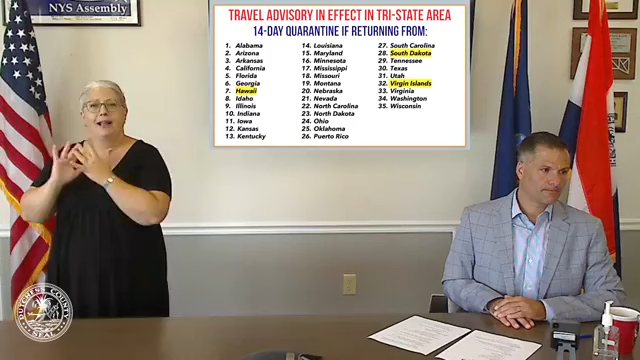 NYS Assembly
TRAVEL ADVISORY IN EFFECT IN TRI-STATE AREA
14-DAY QUARANTINE IF RETURNING FROM:
1. Alabama
2. Arizona
3. Arkansas
4. California
5. Florida
6. Georgia
7. Hawaii
8. Idaho
9. Illinois
10. Indiana
11. Iowa
12. Kansas
13. Kentucky
14. Louisiana
15. Maryland
16. Minnesota
17. Mississippi
18. Missouri
19. Montana
20. Nebraska
21. Nevada
22. North Carolina
23. North Dakota
24. Ohio
25. Oklahoma
26. Puerto Rico
27. South Carolina
28. South Dakota
29. Tennessee
30. Texas
31. Utah
32. Virgin Islands
33. Virginia
34. Washington
35. Wisconsin
DUTCHESS COUNTY
SEAL